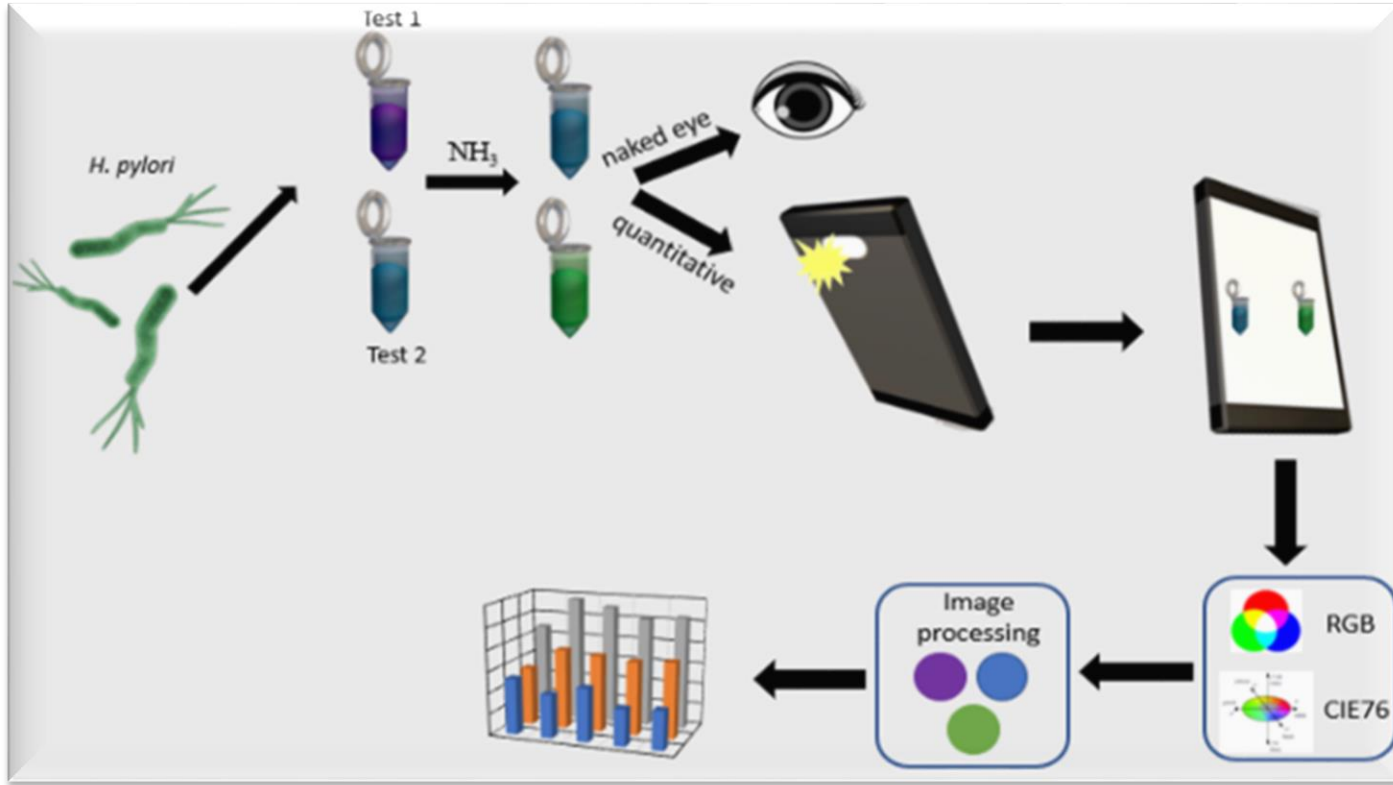 Test 1
H. pylori
NH₃
naked eye
quantitative
Test 2
Image
processing
RGB
CIE76